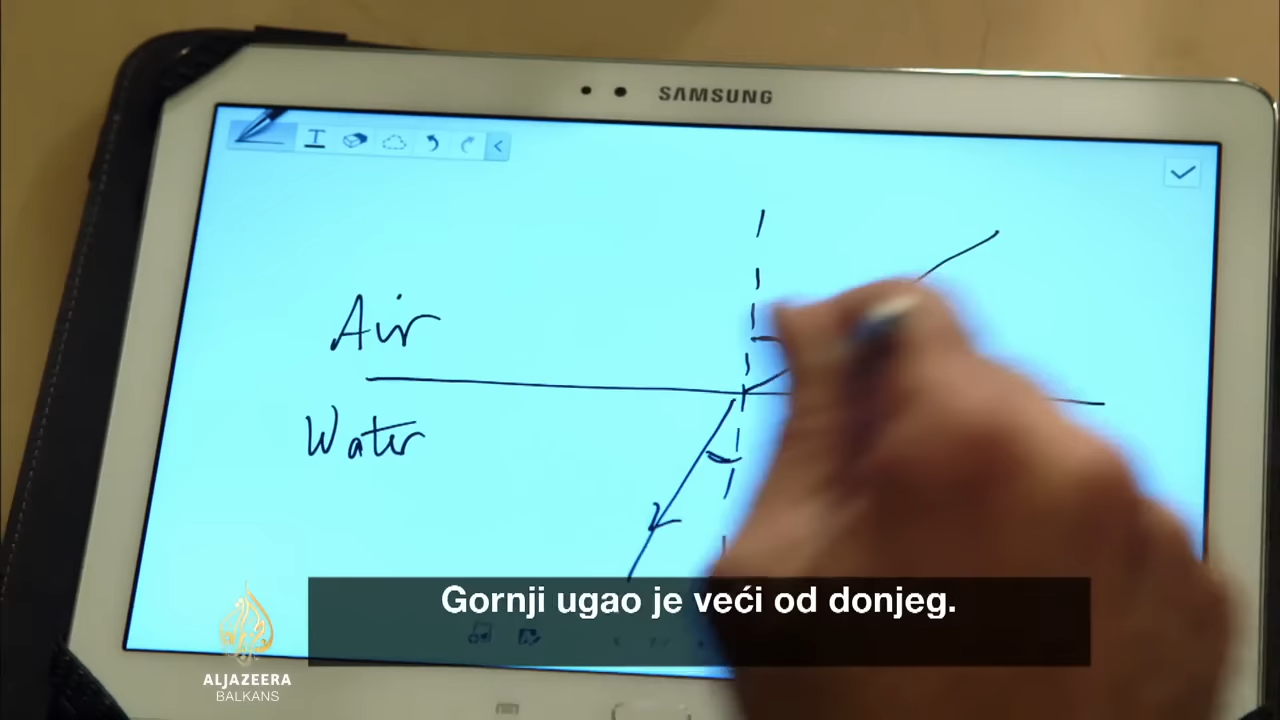 SAMSUNG
T
Air
Water
Gornji ugao je veći od donjeg.
ALJAZEERA
BALKANS